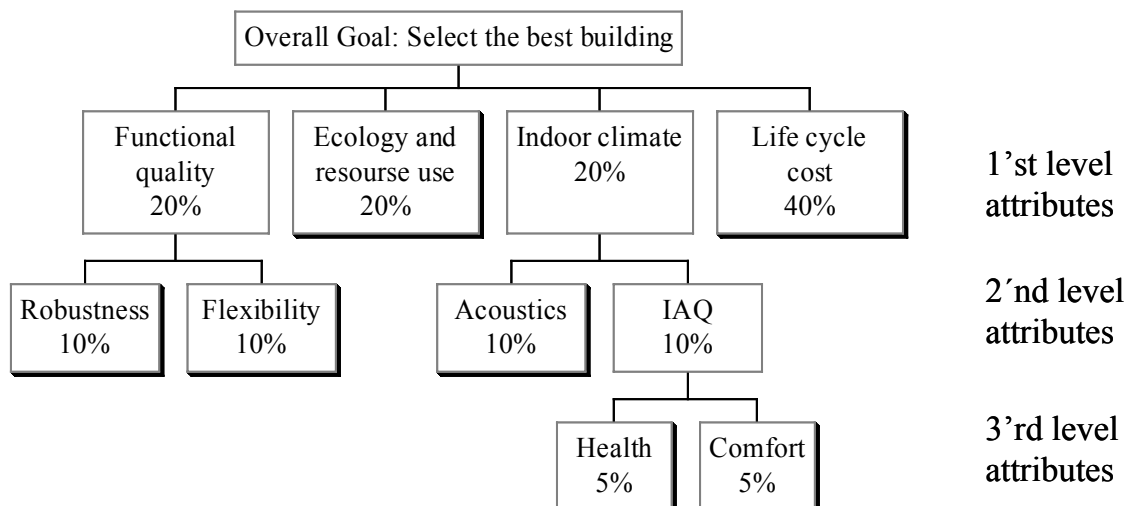 Overall Goal: Select the best building
Functional
quality
20%
Ecology and
resourse use
20%
Indoor climate
20%
Life cycle
cost
40%
1’st level
attributes
Robustness
10%
Flexibility
10%
Acoustics
10%
IAQ
10%
2´nd level
attributes
Health
5%
Comfort
5%
3’rd level
attributes